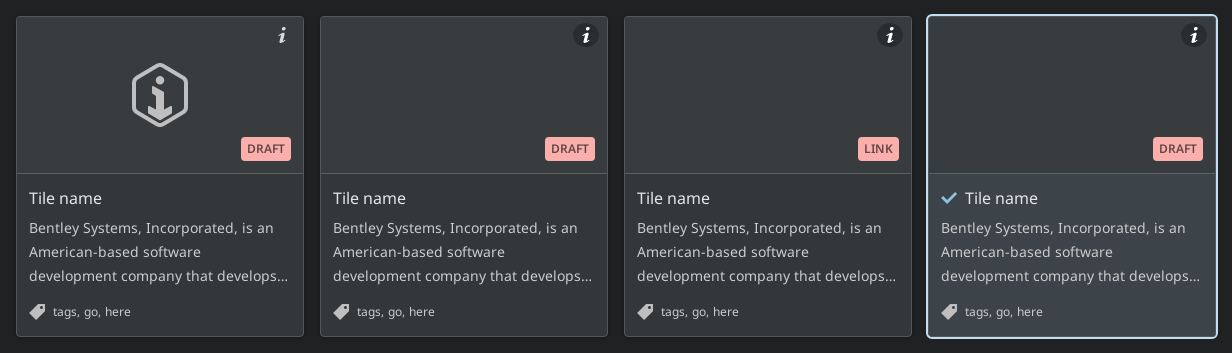 DRAFT
Tile name
Bentley Systems, Incorporated, is an
American-based software
development company that develops...
tags, go, here
DRAFT
Tile name
Bentley Systems, Incorporated, is an
American-based software
development company that develops...
tags, go, here
LINK
Tile name
Bentley Systems, Incorporated, is an
American-based software
development company that develops...
tags, go, here
DRAFT
Tile name
Bentley Systems, Incorporated, is an
American-based software
development company that develops...
tags, go, here